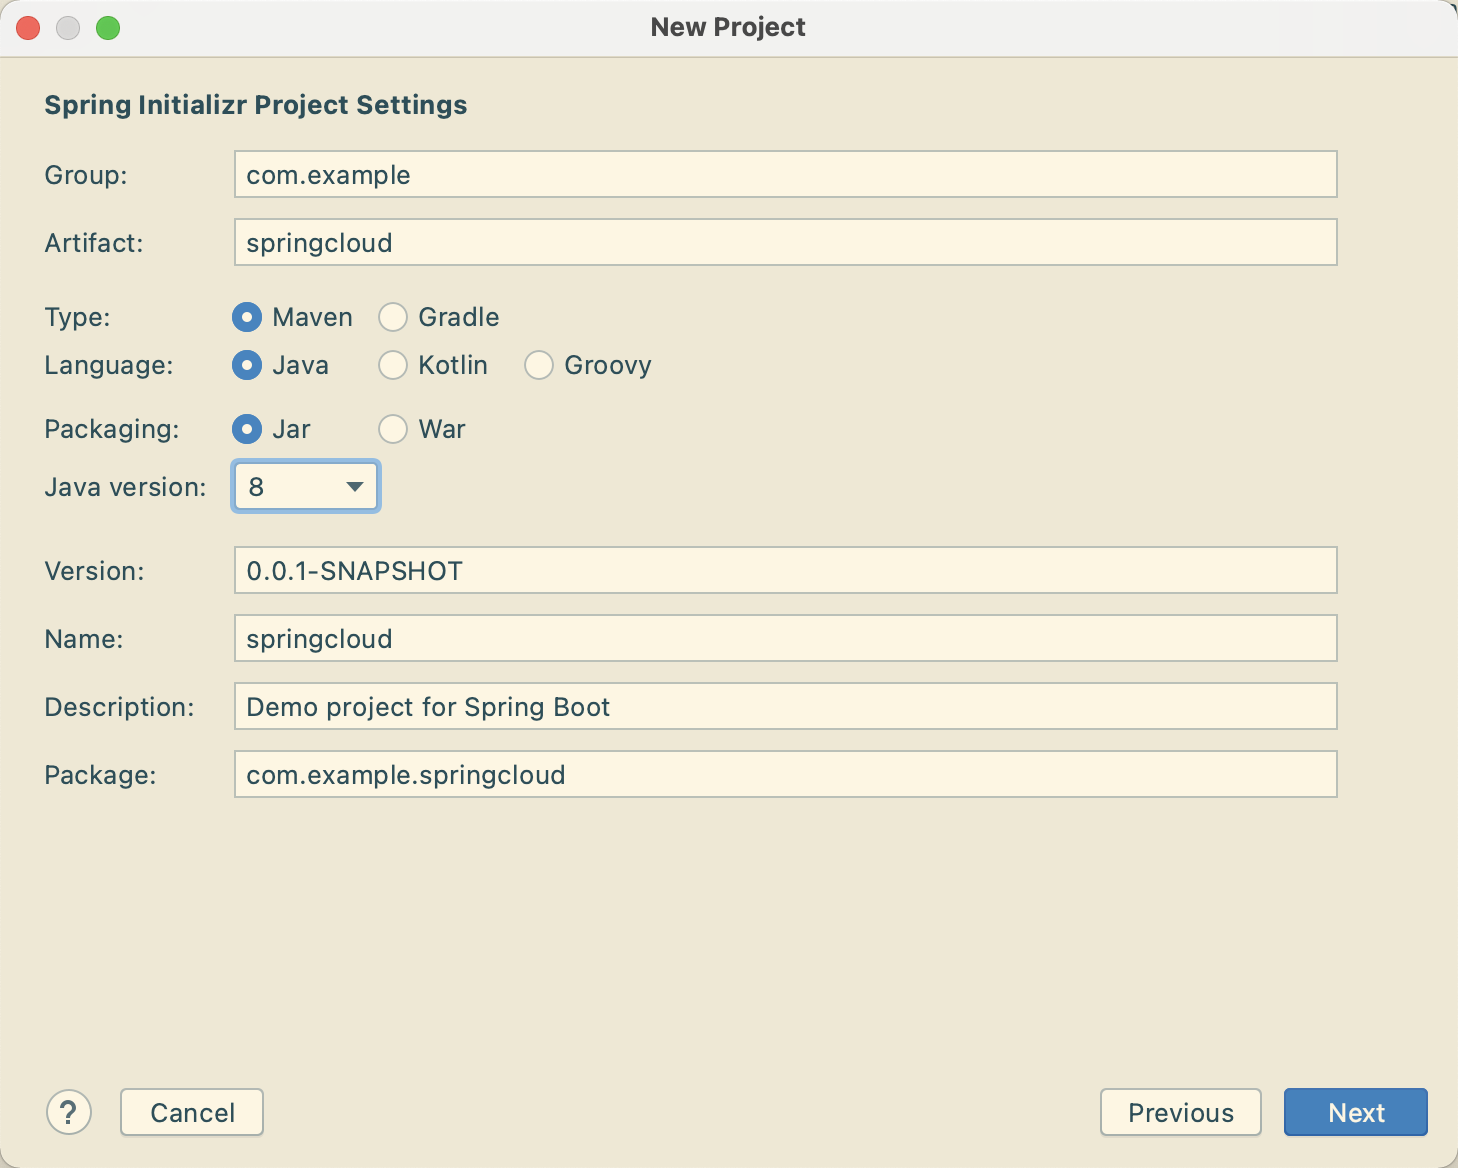 New Project
Spring Initializr Project Settings
Group: com.example
Artifact: springcloud
Type: Maven Gradle
Language: Java Kotlin Groovy
Packaging: Jar War
Java version: 8
Version: 0.0.1-SNAPSHOT
Name: springcloud
Description: Demo project for Spring Boot
Package: com.example.springcloud
? Cancel Previous Next